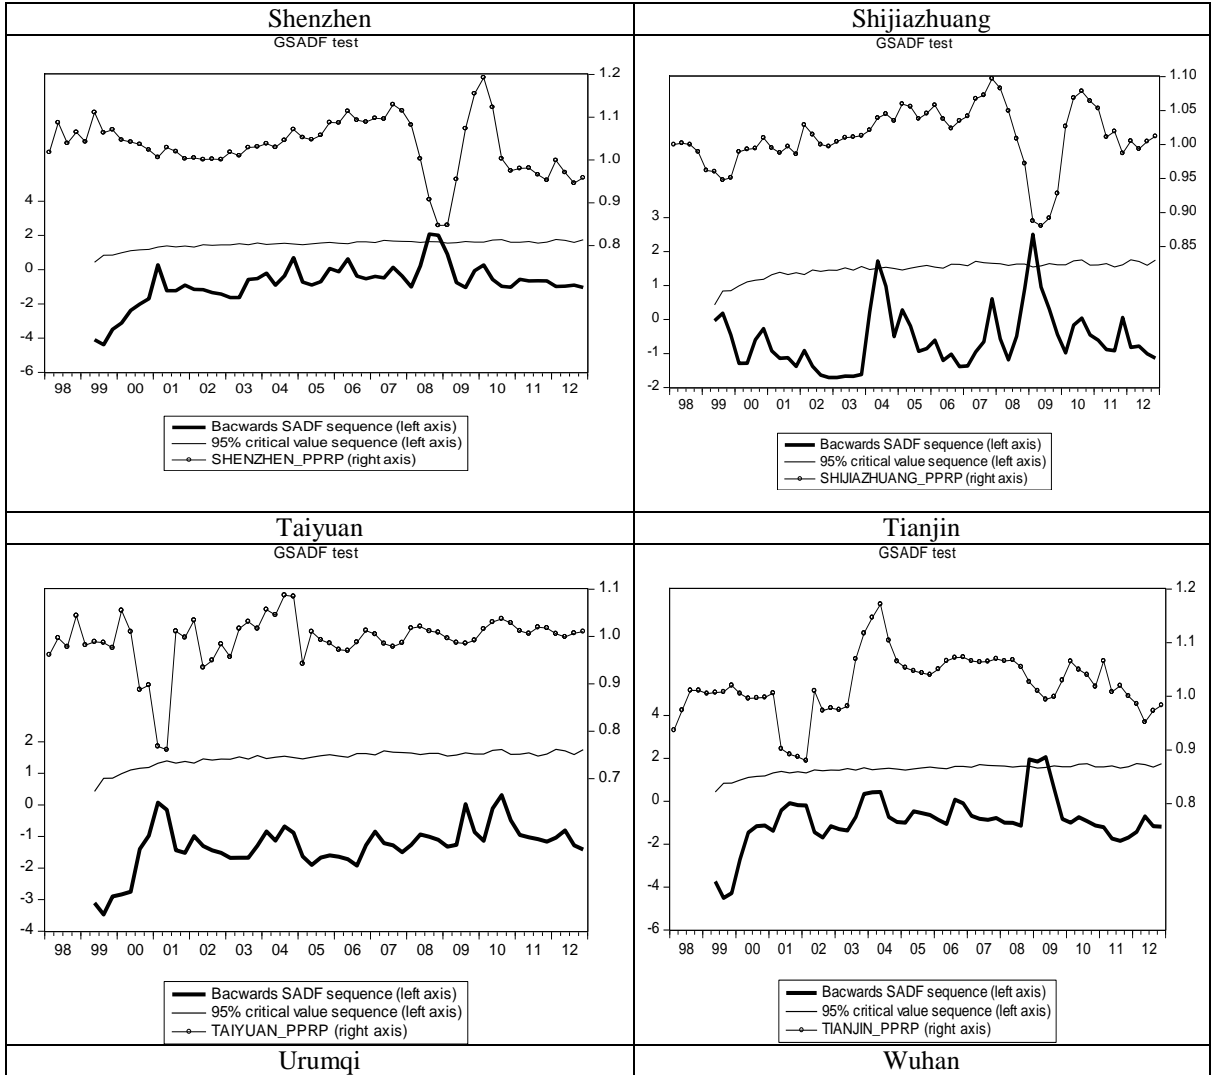 Shenzhen
GSADF test
1.2
1.1
1.0
0.9
0.8
4
2
0
-2
-4
-6
98 99 00 01 02 03 04 05 06 07 08 09 10 11 12
Bacwards SADF sequence (left axis)
95% critical value sequence (left axis)
SHENZHEN_PPRP (right axis)
Shijiazhuang
GSADF test
1.10
1.05
1.00
0.95
0.90
0.85
3
2
1
0
-1
-2
98 99 00 01 02 03 04 05 06 07 08 09 10 11 12
Bacwards SADF sequence (left axis)
95% critical value sequence (left axis)
SHIJIAZHUANG_PPRP (right axis)
Taiyuan
GSADF test
1.1
1.0
0.9
0.8
0.7
2
1
0
-1
-2
-3
-4
98 99 00 01 02 03 04 05 06 07 08 09 10 11 12
Bacwards SADF sequence (left axis)
95% critical value sequence (left axis)
TAIYUAN_PPRP (right axis)
Tianjin
GSADF test
1.2
1.1
1.0
0.9
0.8
4
2
0
-2
-4
-6
98 99 00 01 02 03 04 05 06 07 08 09 10 11 12
Bacwards SADF sequence (left axis)
95% critical value sequence (left axis)
TIANJIN_PPRP (right axis)
Urumqi
Wuhan